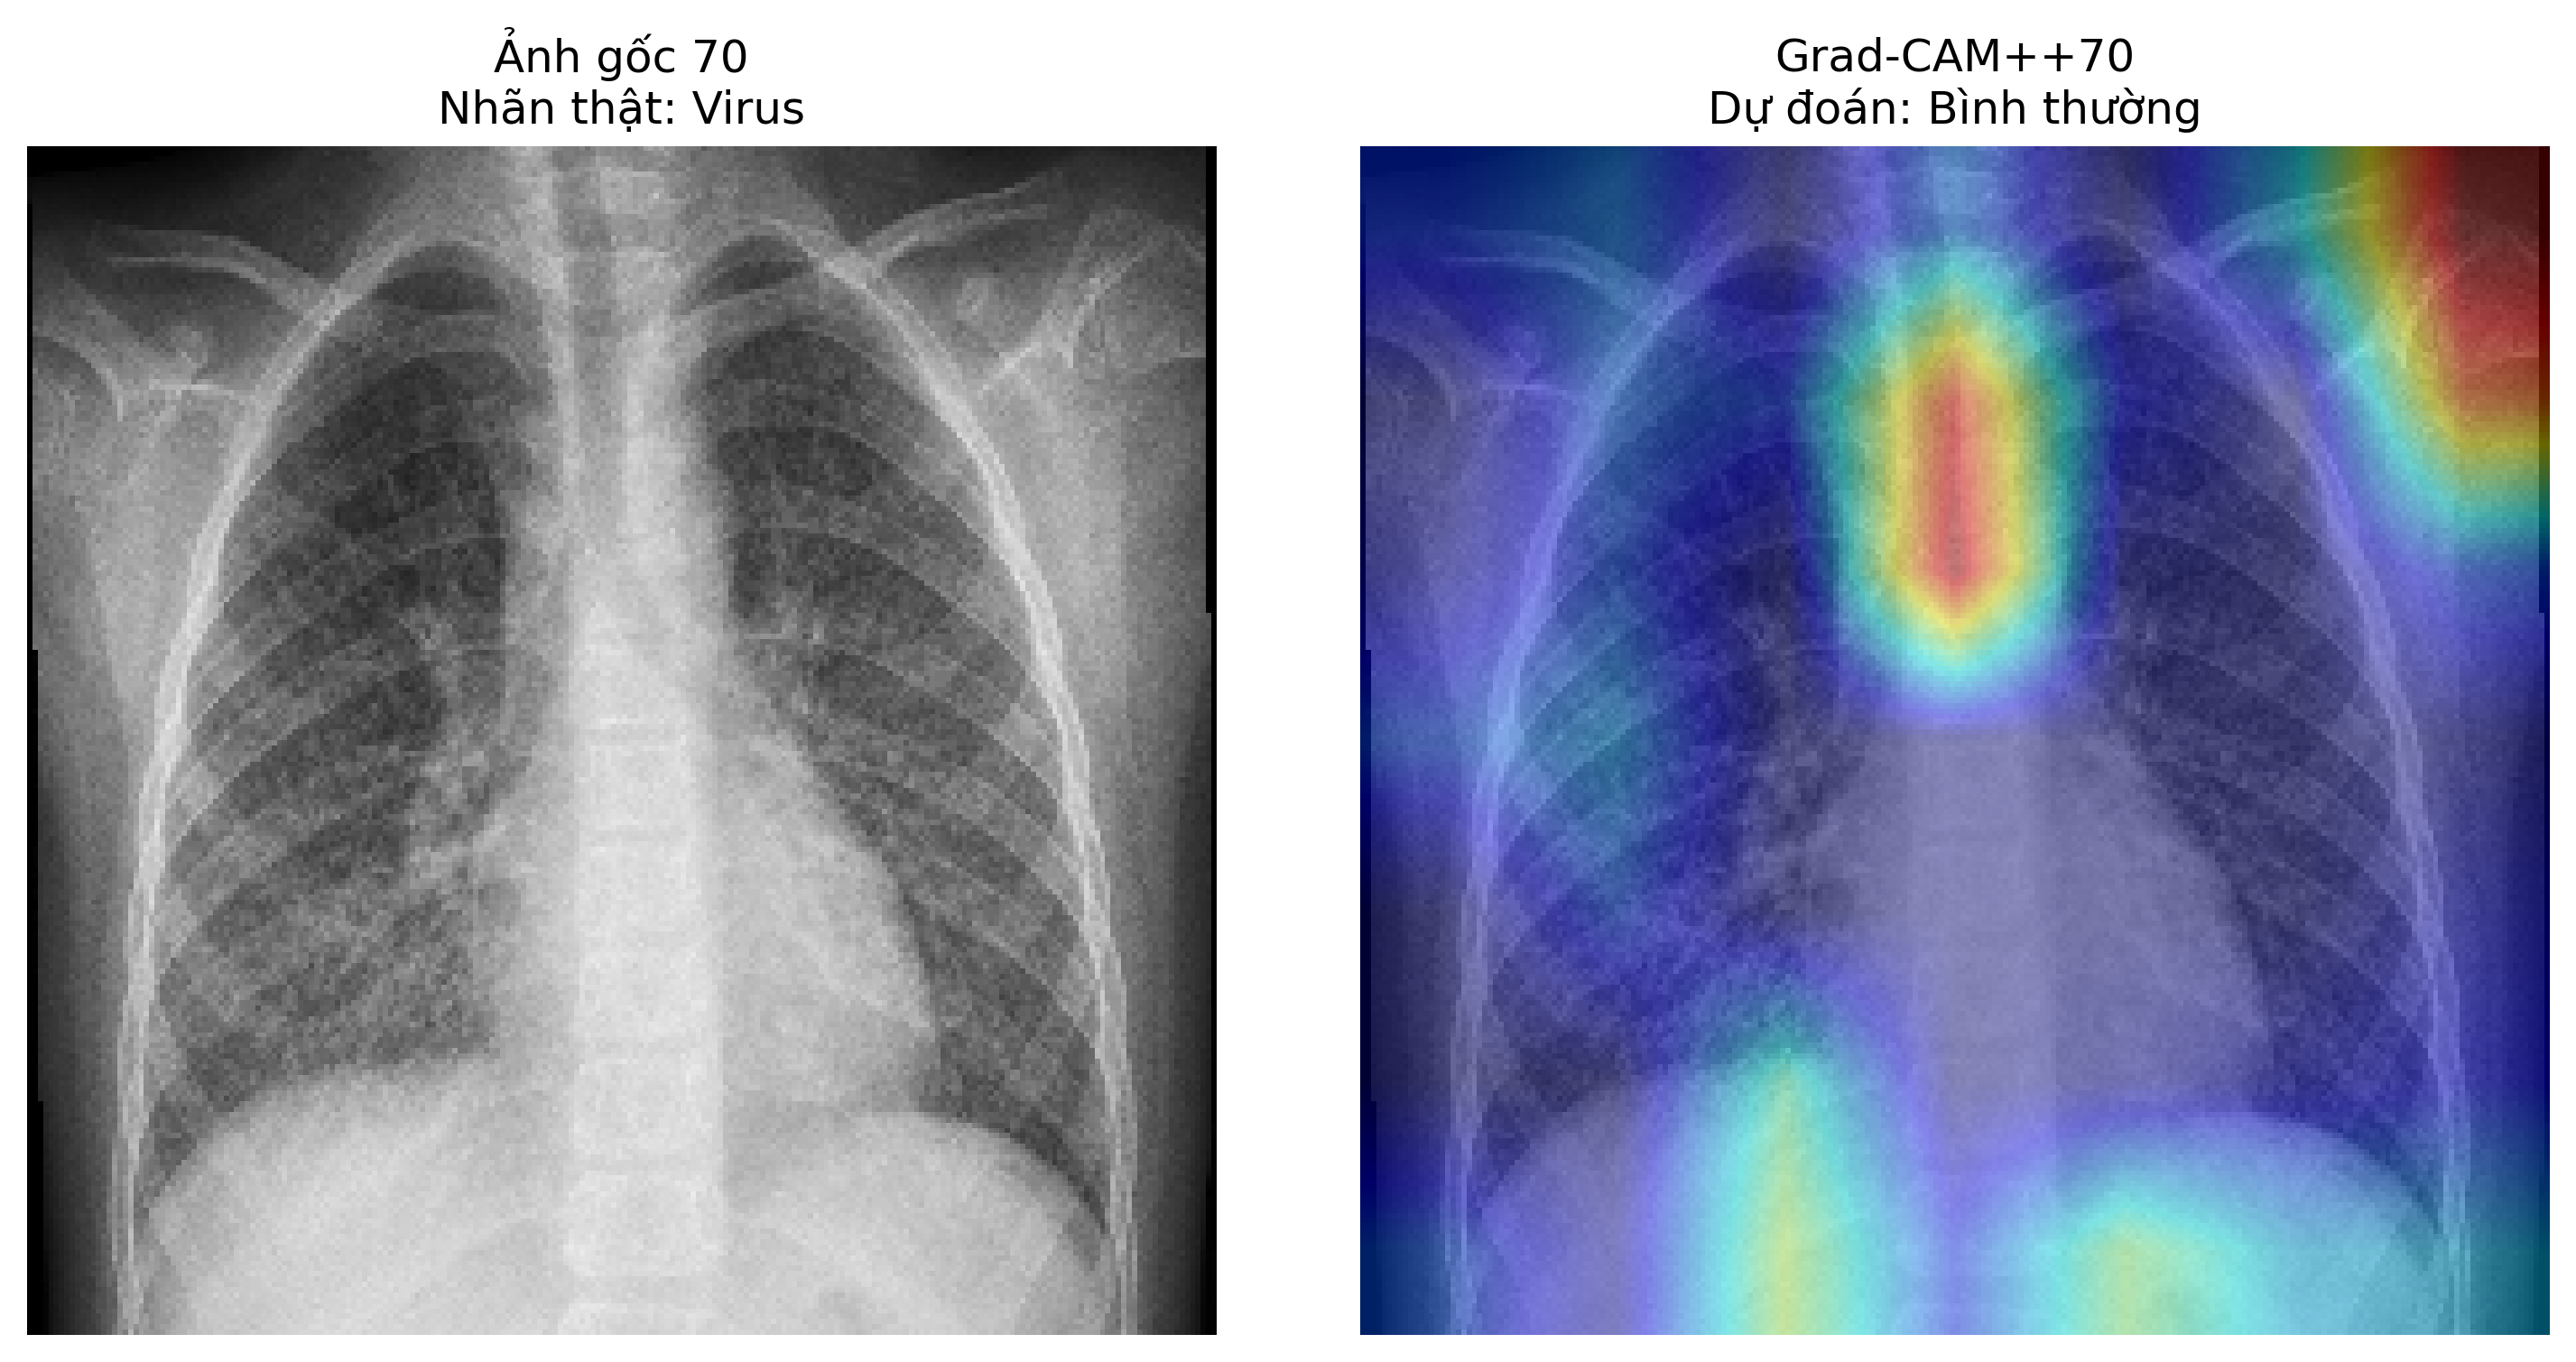 Ảnh gốc 70
Nhãn thật: Virus
Grad-CAM++70
Dự đoán: Bình thường